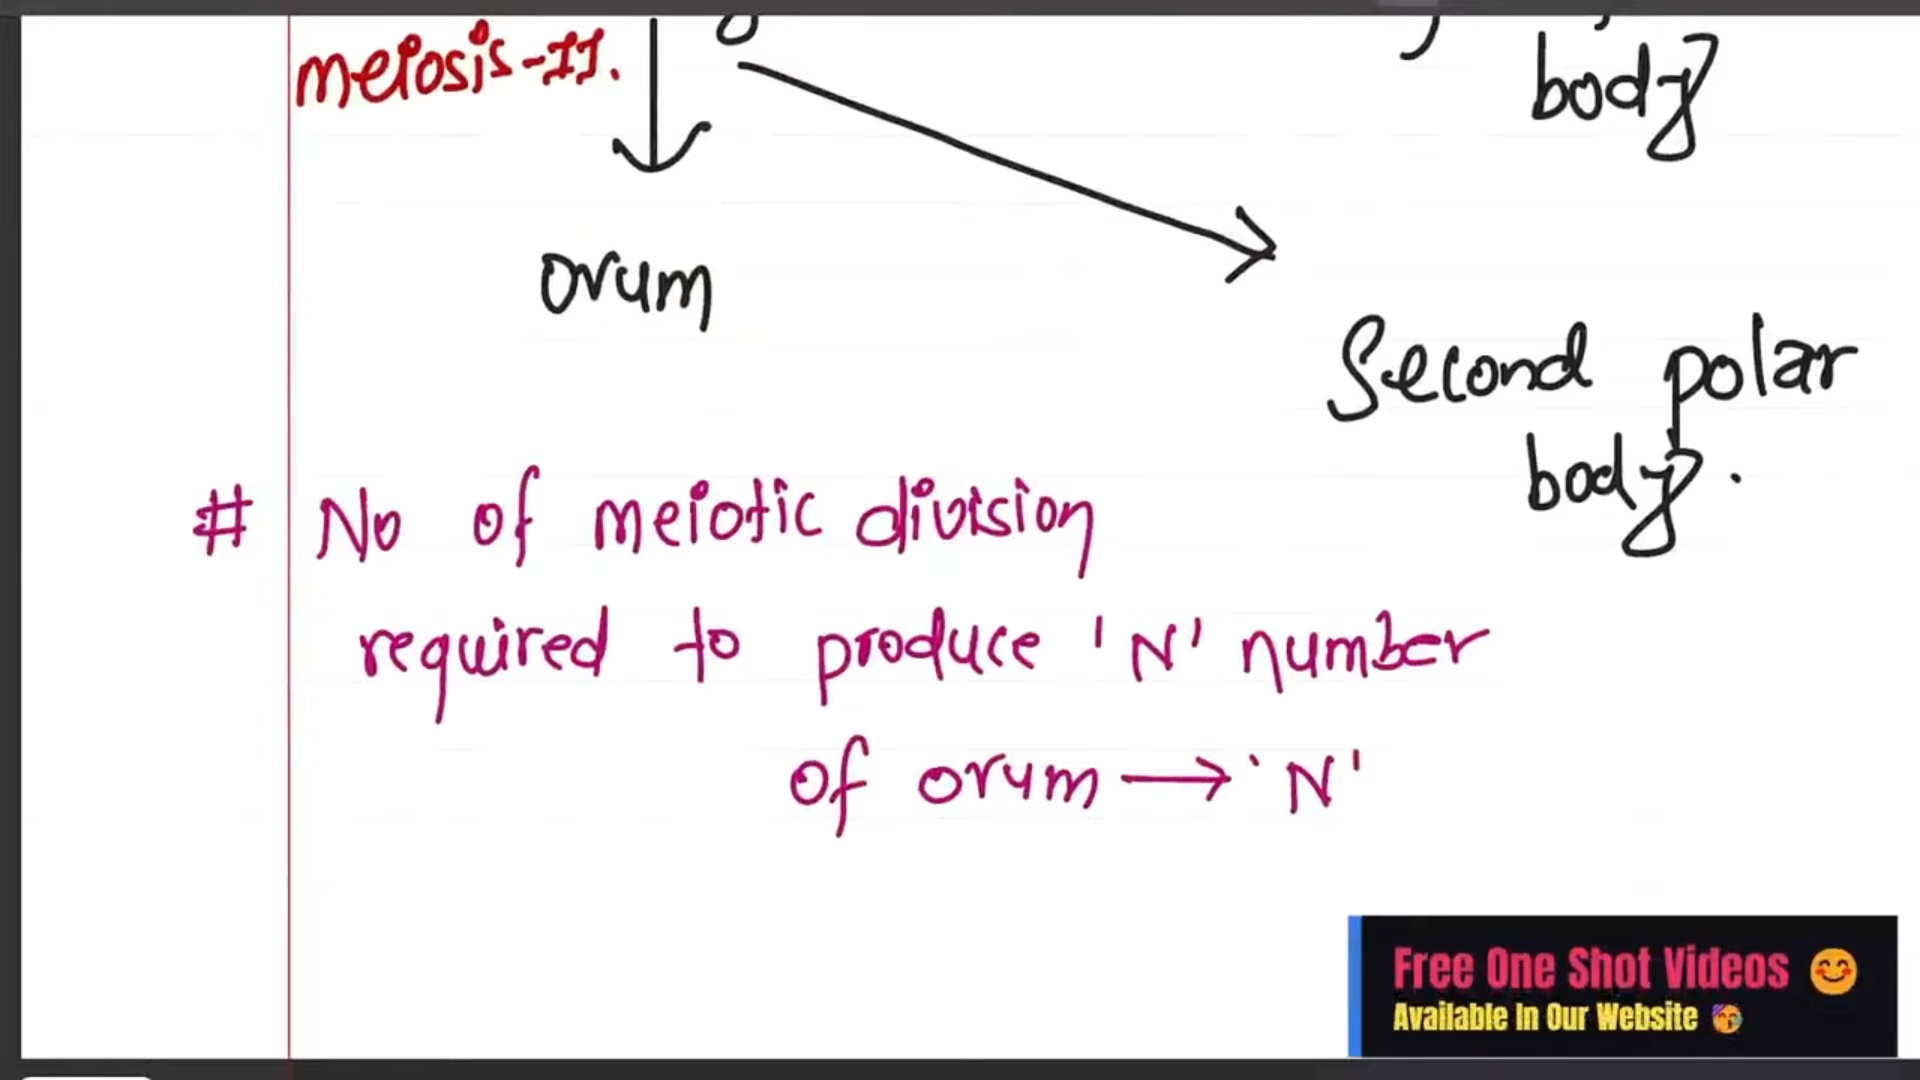 meiosis-II.
body
ovum
Second polar
body.
# No of meiotic division
required to produce 'N' number
of ovum → 'N'
Free One Shot Videos 😊
Available In Our Website 🥳